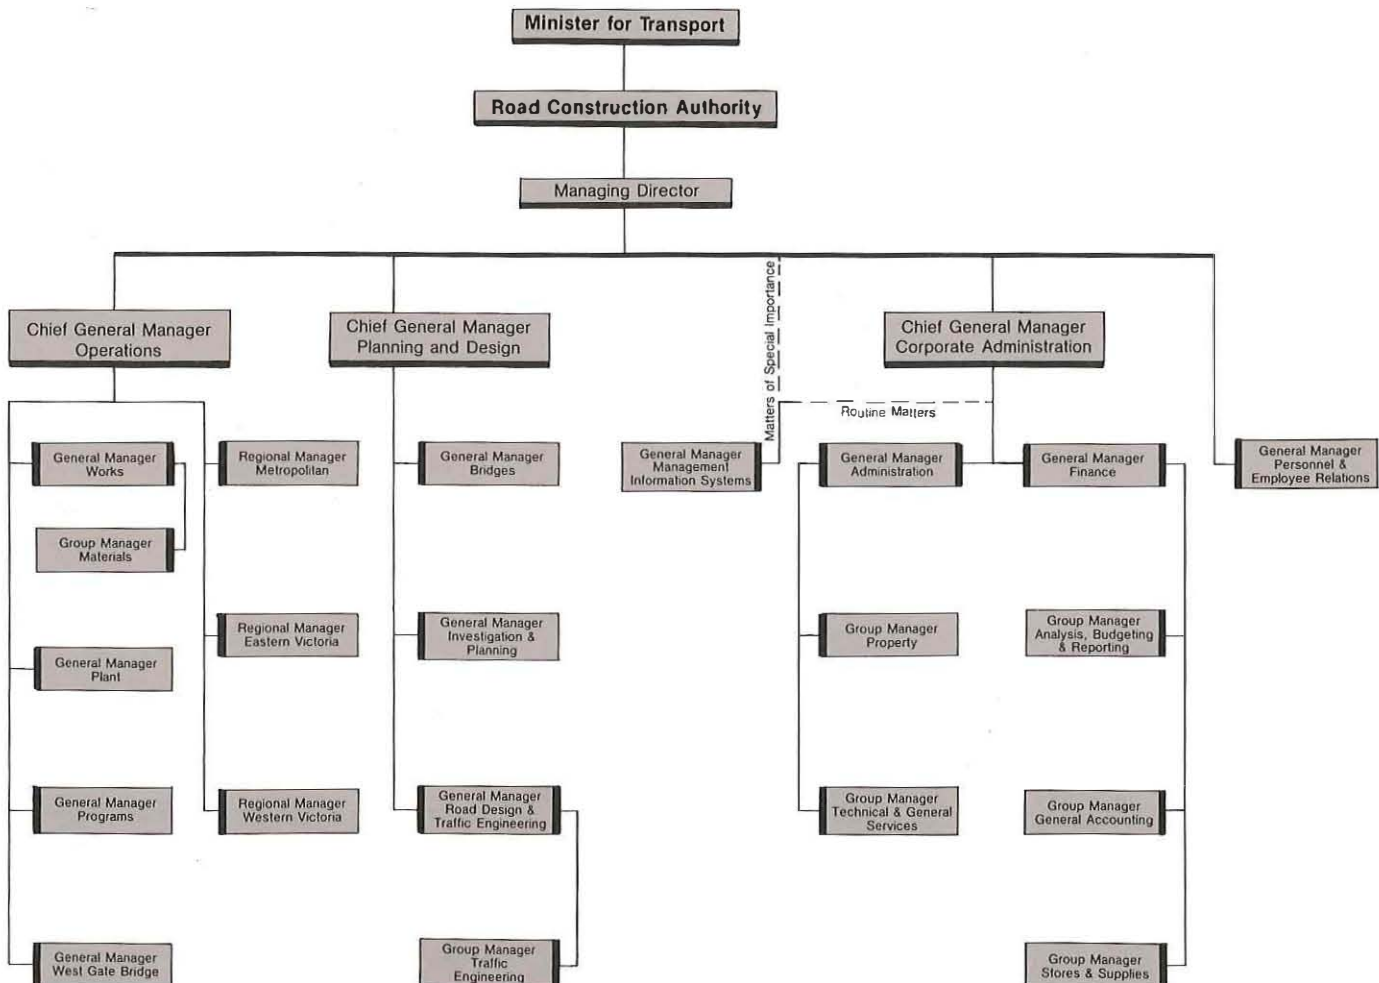 Minister for Transport
Road Construction Authority
Managing Director
Chief General Manager
Operations
Chief General Manager
Planning and Design
Matters of Special Importance
Chief General Manager
Corporate Administration
Routine Matters
General Manager
Works
Regional Manager
Metropolitan
General Manager
Bridges
General Manager
Management
Information Systems
General Manager
Administration
General Manager
Finance
General Manager
Personnel &
Employee Relations
Group Manager
Materials
General Manager
Plant
Regional Manager
Eastern Victoria
General Manager
Investigation &
Planning
Group Manager
Property
Group Manager
Analysis, Budgeting
& Reporting
General Manager
Programs
Regional Manager
Western Victoria
General Manager
Road Design &
Traffic Engineering
Group Manager
Technical & General
Services
Group Manager
General Accounting
General Manager
West Gate Bridge
Group Manager
Traffic
Engineering
Group Manager
Stores & Supplies